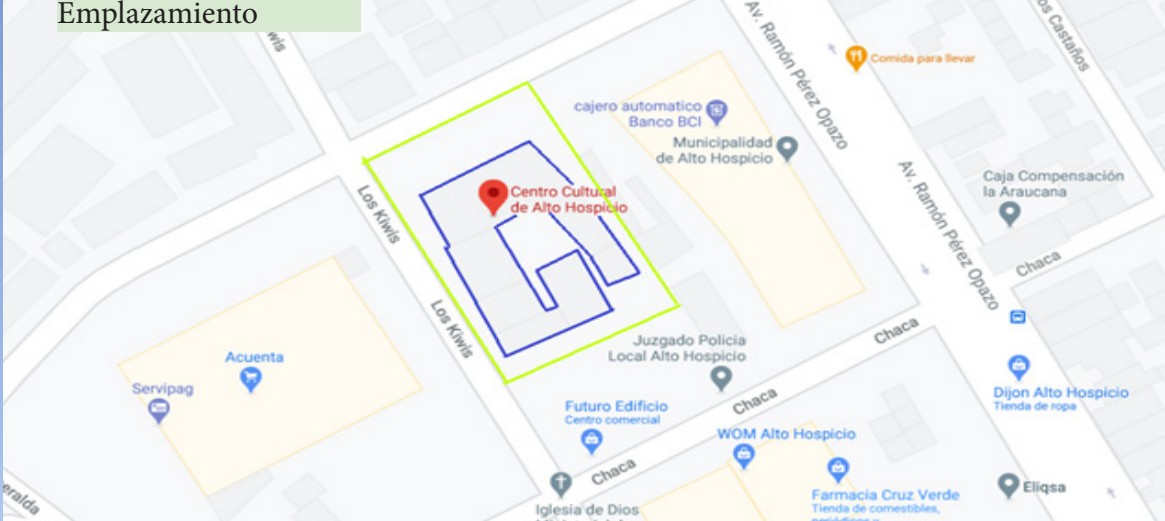 Emplazamiento
os Castaños
Av. Ramón Pérez Opazo
Comida para llevar
cajero automatico
Banco BCI
Municipalidad
de Alto Hospicio
Caja Compensación
la Araucana
Av. Ramón Pérez Opazo
Centro Cultural
de Alto Hospicio
Los Kiwis
Chaca
Los Kiwis
Chaca
Juzgado Policia
Local Alto Hospicio
Acuenta
Servipag
Dijon Alto Hospicio
Tienda de ropa
Chaca
Futuro Edificio
Centro comercial
WOM Alto Hospicio
Chaca
Eliqsa
Farmacia Cruz Verde
Tienda de comestibles,
eralda
Iglesia de Dios